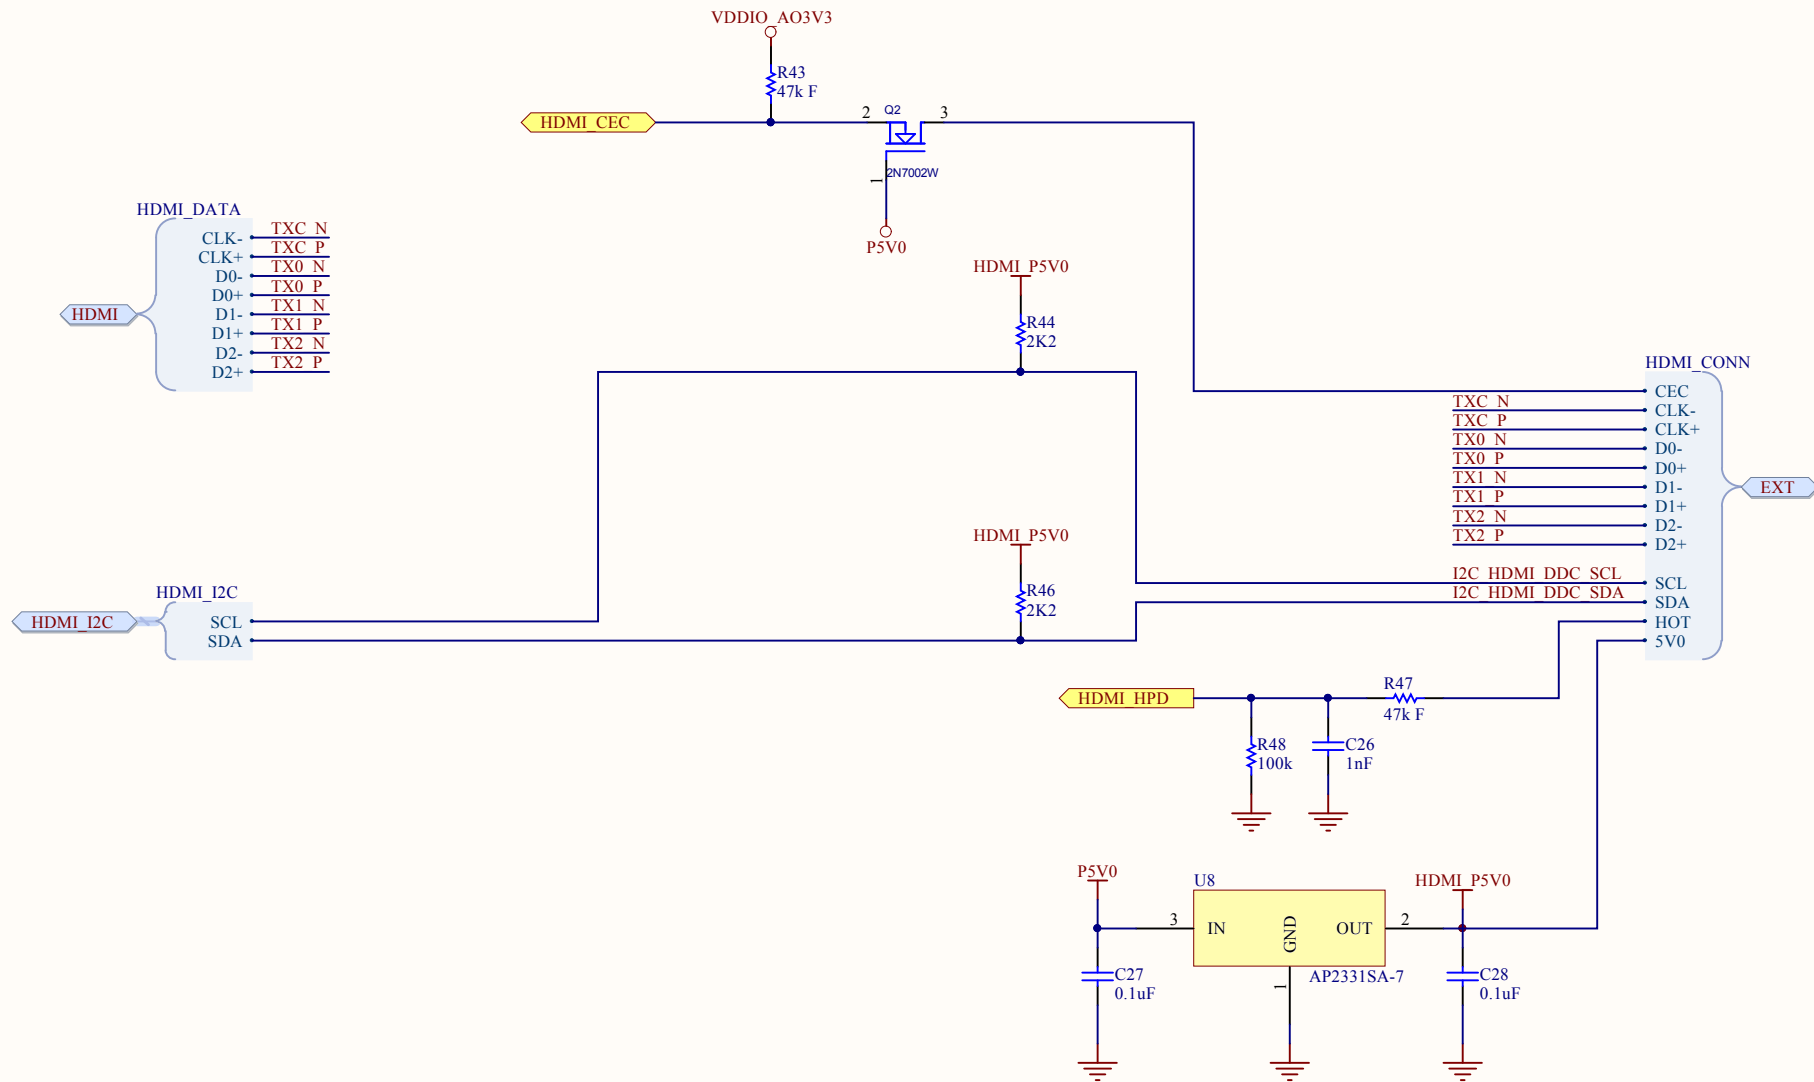 VDDIO_AO3V3
R43
47k F
HDMI_CEC
2
Q2
3
2N7002W
1
P5V0
HDMI_DATA
CLK-
TXC_N
CLK+
TXC_P
D0-
TX0_N
D0+
TX0_P
D1-
TX1_N
D1+
TX1_P
D2-
TX2_N
D2+
TX2_P
HDMI
HDMI_P5V0
R44
2K2
HDMI_CONN
CEC
TXC_N
CLK-
TXC_P
CLK+
TX0_N
D0-
TX0_P
D0+
TX1_N
D1-
TX1_P
D1+
TX2_N
D2-
TX2_P
D2+
EXT
HDMI_P5V0
R46
2K2
I2C_HDMI_DDC_SCL
SCL
I2C_HDMI_DDC_SDA
SDA
HOT
5V0
HDMI_I2C
HDMI_I2C
SCL
SDA
HDMI_HPD
R47
47k F
R48
100k
C26
1nF
P5V0
U8
HDMI_P5V0
3
IN
GND
OUT
2
1
AP2331SA-7
C27
0.1uF
C28
0.1uF